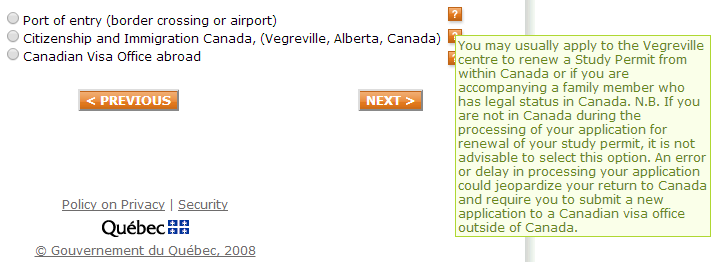 Port of entry (border crossing or airport)
?
Citizenship and Immigration Canada, (Vegreville, Alberta, Canada)
?
Canadian Visa Office abroad
?
You may usually apply to the Vegreville
centre to renew a Study Permit from
within Canada or if you are
accompanying a family member who
has legal status in Canada. N.B. If you
are not in Canada during the
processing of your application for
renewal of your study permit, it is not
advisable to select this option. An error
or delay in processing your application
could jeopardize your return to Canada
and require you to submit a new
application to a Canadian visa office
outside of Canada.
< PREVIOUS
NEXT >
Policy on Privacy | Security
Québec
© Gouvernement du Québec, 2008